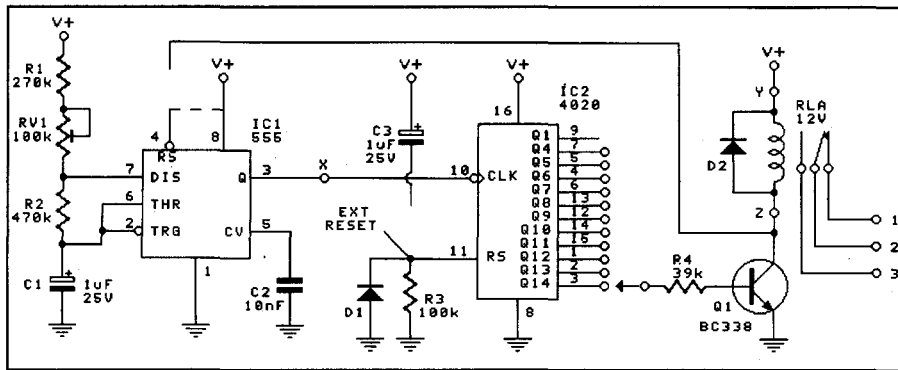 V+
R1
270k
RV1
100k
R2
470k
C1
1uF
25V
4
RS
V+
8
IC1
555
7
DIS
6
THR
2
TRG
Q
3
CV
5
1
C2
10nF
X
V+
C3
1uF
25V
EXT
RESET
D1
R3
100k
V+
16
IC2
4020
10
CLK
11
RS
8
Q1 9
Q4 7
Q5 5
Q6 4
Q7 6
Q8 13
Q9 12
Q10 14
Q11 15
Q12 1
Q13 2
Q14 3
R4
39k
Q1
BC338
V+
Y
D2
Z
RLA
12V
1
2
3